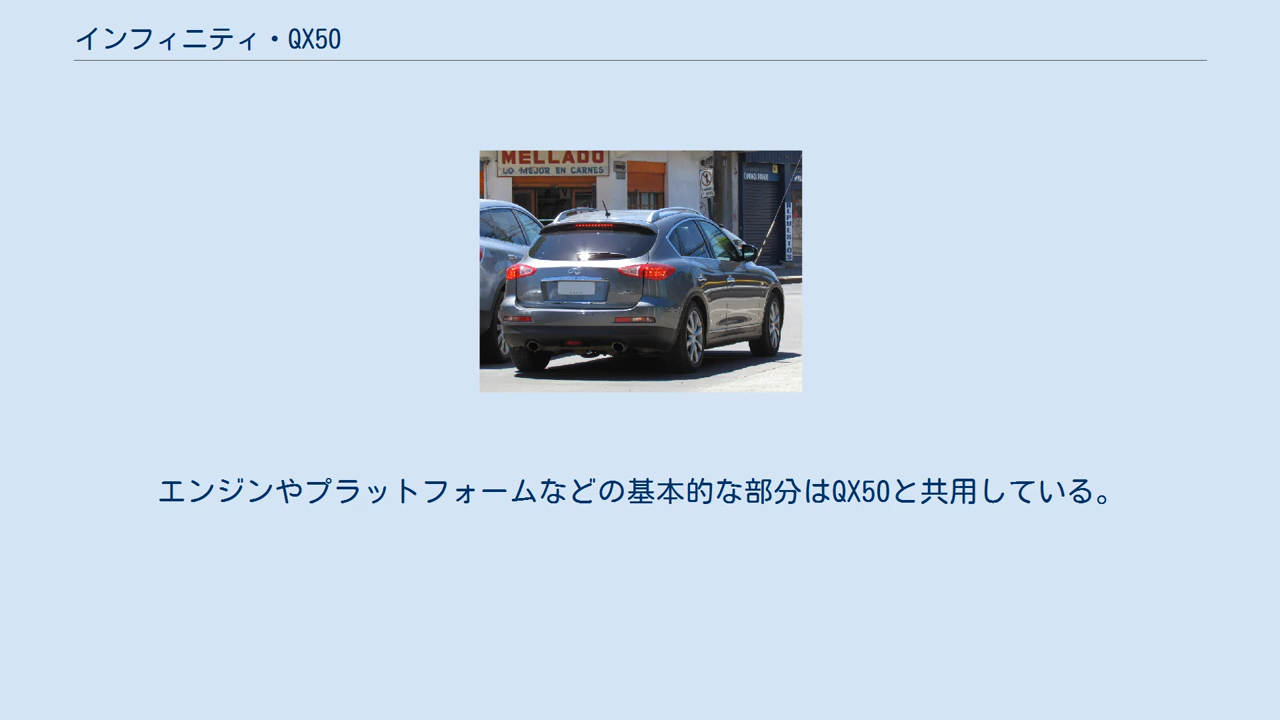 インフィニティ・QX50
MELLADO
LO MEJOR EN CARNES
REPUESTOS
エンジンやプラットフォームなどの基本的な部分はQX50と共用している。